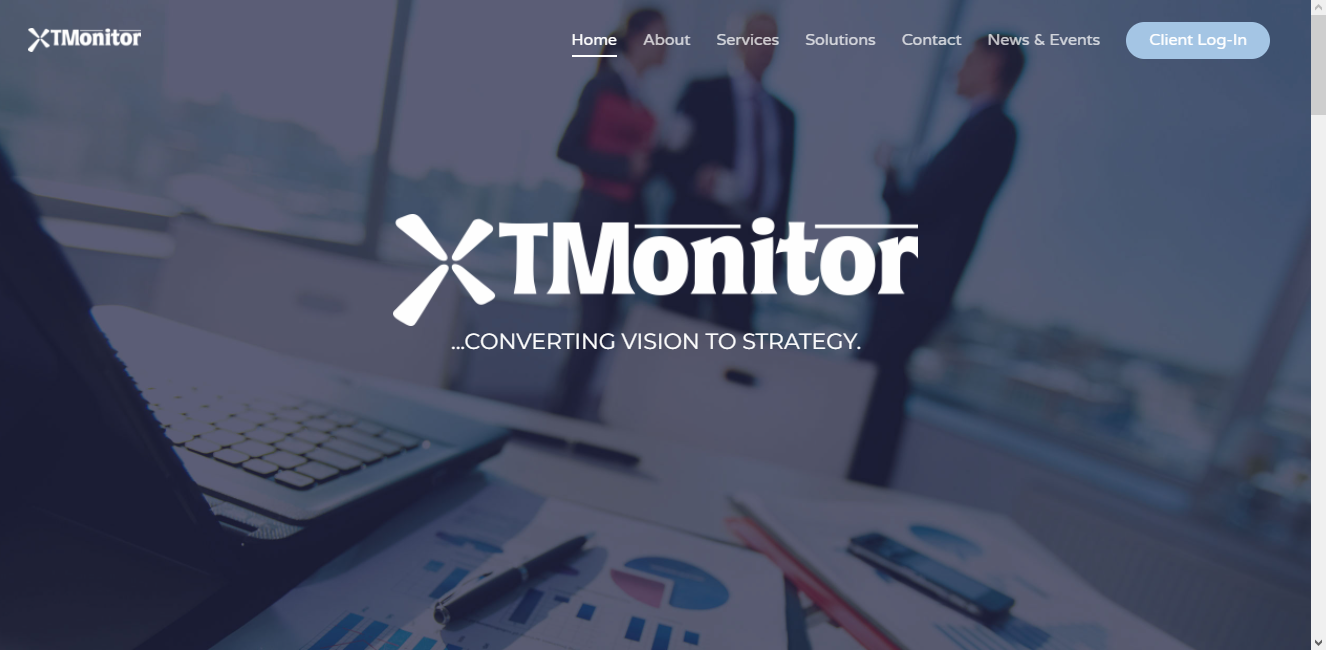 XTMonitor
Home About Services Solutions Contact News & Events Client Log-In
XTMonitor
...CONVERTING VISION TO STRATEGY.